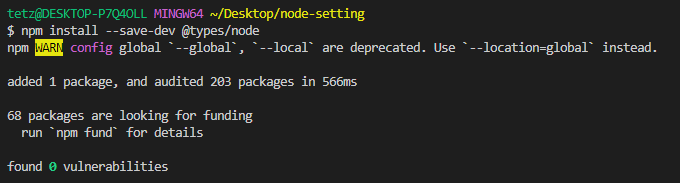 tetz@DESKTOP-P7Q4OLL MINGW64 ~/Desktop/node-setting
$ npm install --save-dev @types/node
npm WARN config global `--global`, `--local` are deprecated. Use `--location=global` instead.
added 1 package, and audited 203 packages in 566ms
68 packages are looking for funding
run `npm fund` for details
found 0 vulnerabilities